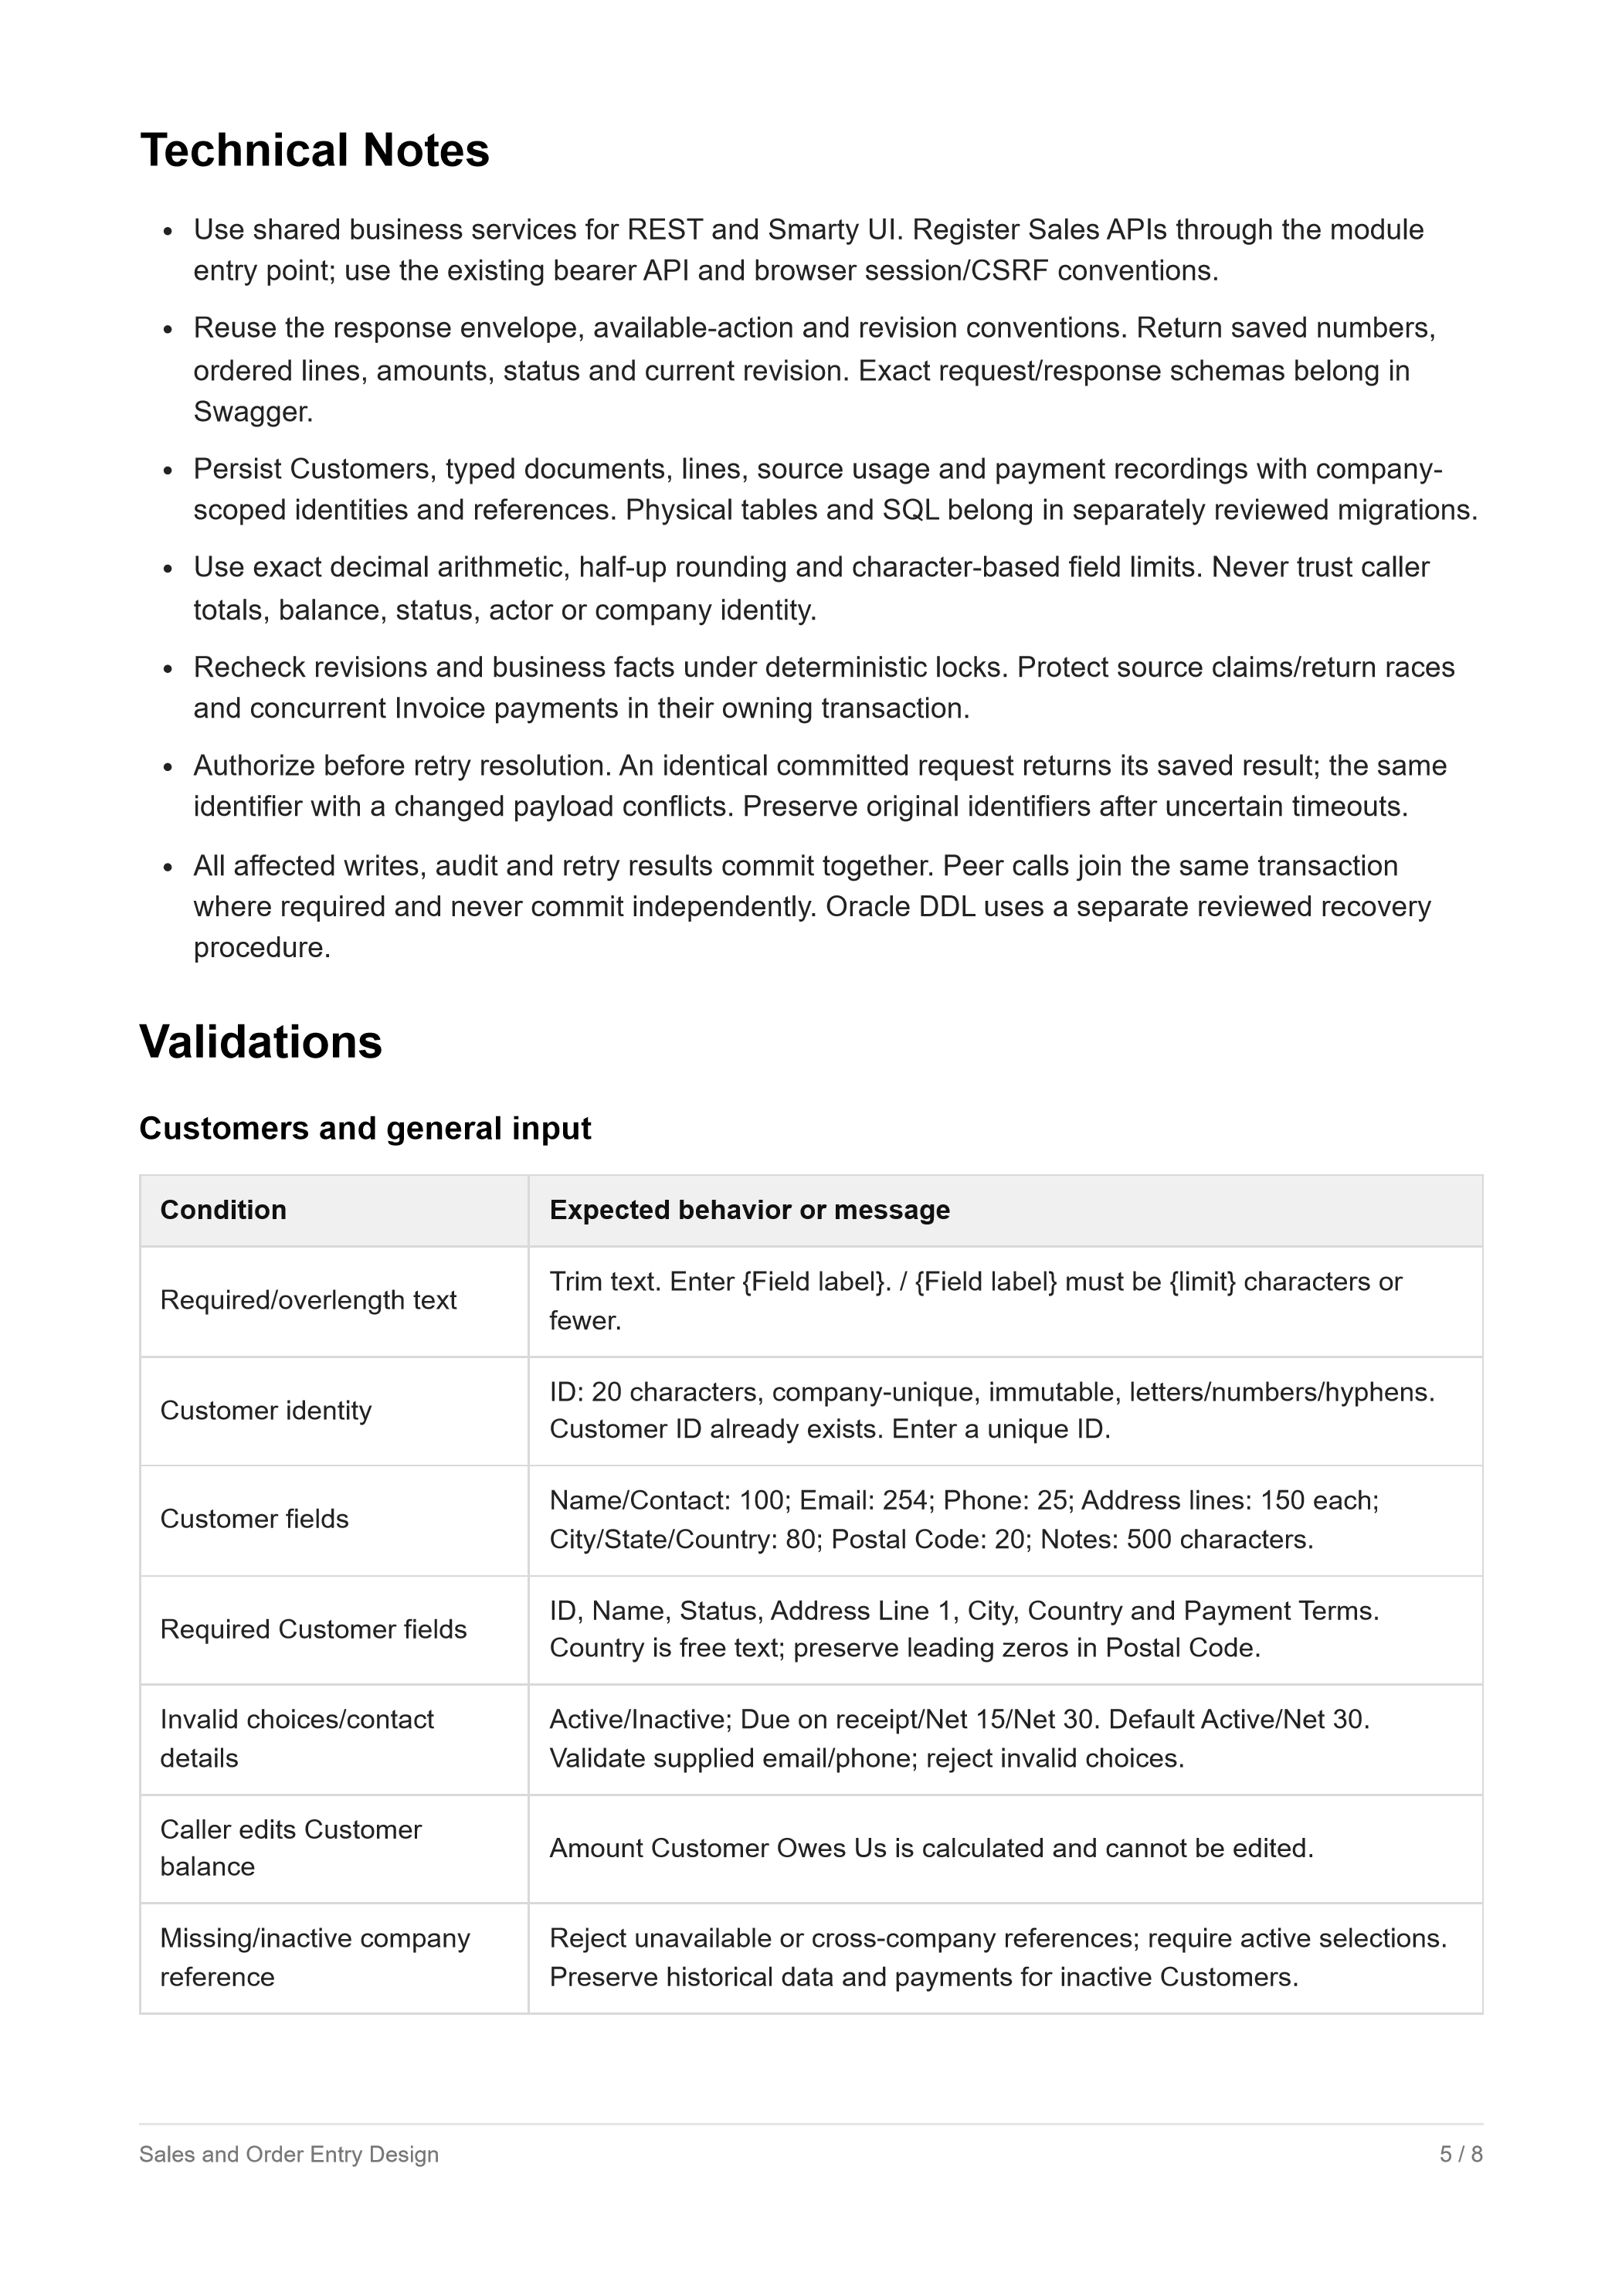 Technical Notes
• Use shared business services for REST and Smarty UI. Register Sales APIs through the module
entry point; use the existing bearer API and browser session/CSRF conventions.
• Reuse the response envelope, available-action and revision conventions. Return saved numbers,
ordered lines, amounts, status and current revision. Exact request/response schemas belong in
Swagger.
• Persist Customers, typed documents, lines, source usage and payment recordings with company-
scoped identities and references. Physical tables and SQL belong in separately reviewed migrations.
• Use exact decimal arithmetic, half-up rounding and character-based field limits. Never trust caller
totals, balance, status, actor or company identity.
• Recheck revisions and business facts under deterministic locks. Protect source claims/return races
and concurrent Invoice payments in their owning transaction.
• Authorize before retry resolution. An identical committed request returns its saved result; the same
identifier with a changed payload conflicts. Preserve original identifiers after uncertain timeouts.
• All affected writes, audit and retry results commit together. Peer calls join the same transaction
where required and never commit independently. Oracle DDL uses a separate reviewed recovery
procedure.
Validations
Customers and general input
Condition
Expected behavior or message
Required/overlength text
Trim text. Enter {Field label}. / {Field label} must be {limit} characters or
fewer.
Customer identity
ID: 20 characters, company-unique, immutable, letters/numbers/hyphens.
Customer ID already exists. Enter a unique ID.
Customer fields
Name/Contact: 100; Email: 254; Phone: 25; Address lines: 150 each;
City/State/Country: 80; Postal Code: 20; Notes: 500 characters.
Required Customer fields
ID, Name, Status, Address Line 1, City, Country and Payment Terms.
Country is free text; preserve leading zeros in Postal Code.
Invalid choices/contact
details
Active/Inactive; Due on receipt/Net 15/Net 30. Default Active/Net 30.
Validate supplied email/phone; reject invalid choices.
Caller edits Customer
balance
Amount Customer Owes Us is calculated and cannot be edited.
Missing/inactive company
reference
Reject unavailable or cross-company references; require active selections.
Preserve historical data and payments for inactive Customers.
Sales and Order Entry Design
5 / 8